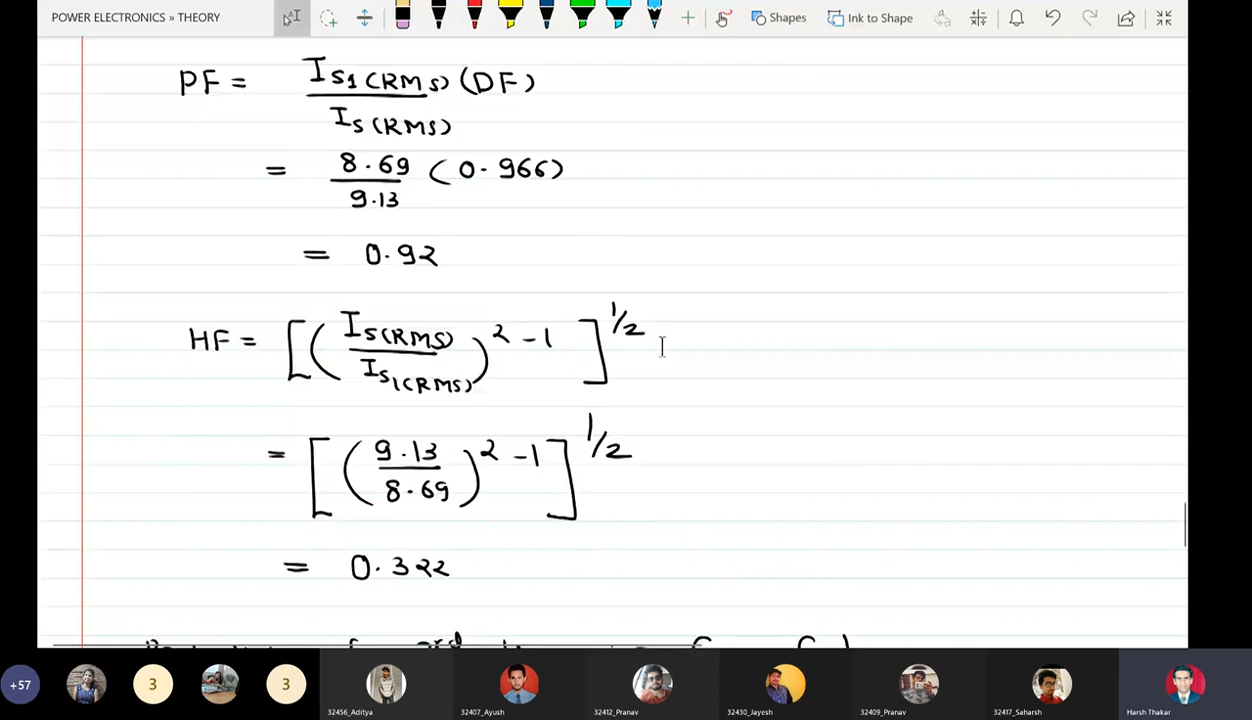 POWER ELECTRONICS » THEORY
Shapes
Ink to Shape
PF = Is1(RMS) (DF)
Is(RMS)
= 8.69 (0.966)
9.13
= 0.92
HF = [(Is(RMS)
Is1(RMS))² -1]^1/2
= [(9.13
8.69)² -1]^1/2
= 0.322
+57
3
3
32456_Aditya
32407_Ayush
32412_Pranav
32430_Jayesh
32409_Pranav
32417_Saharsh
Harsh Thakar